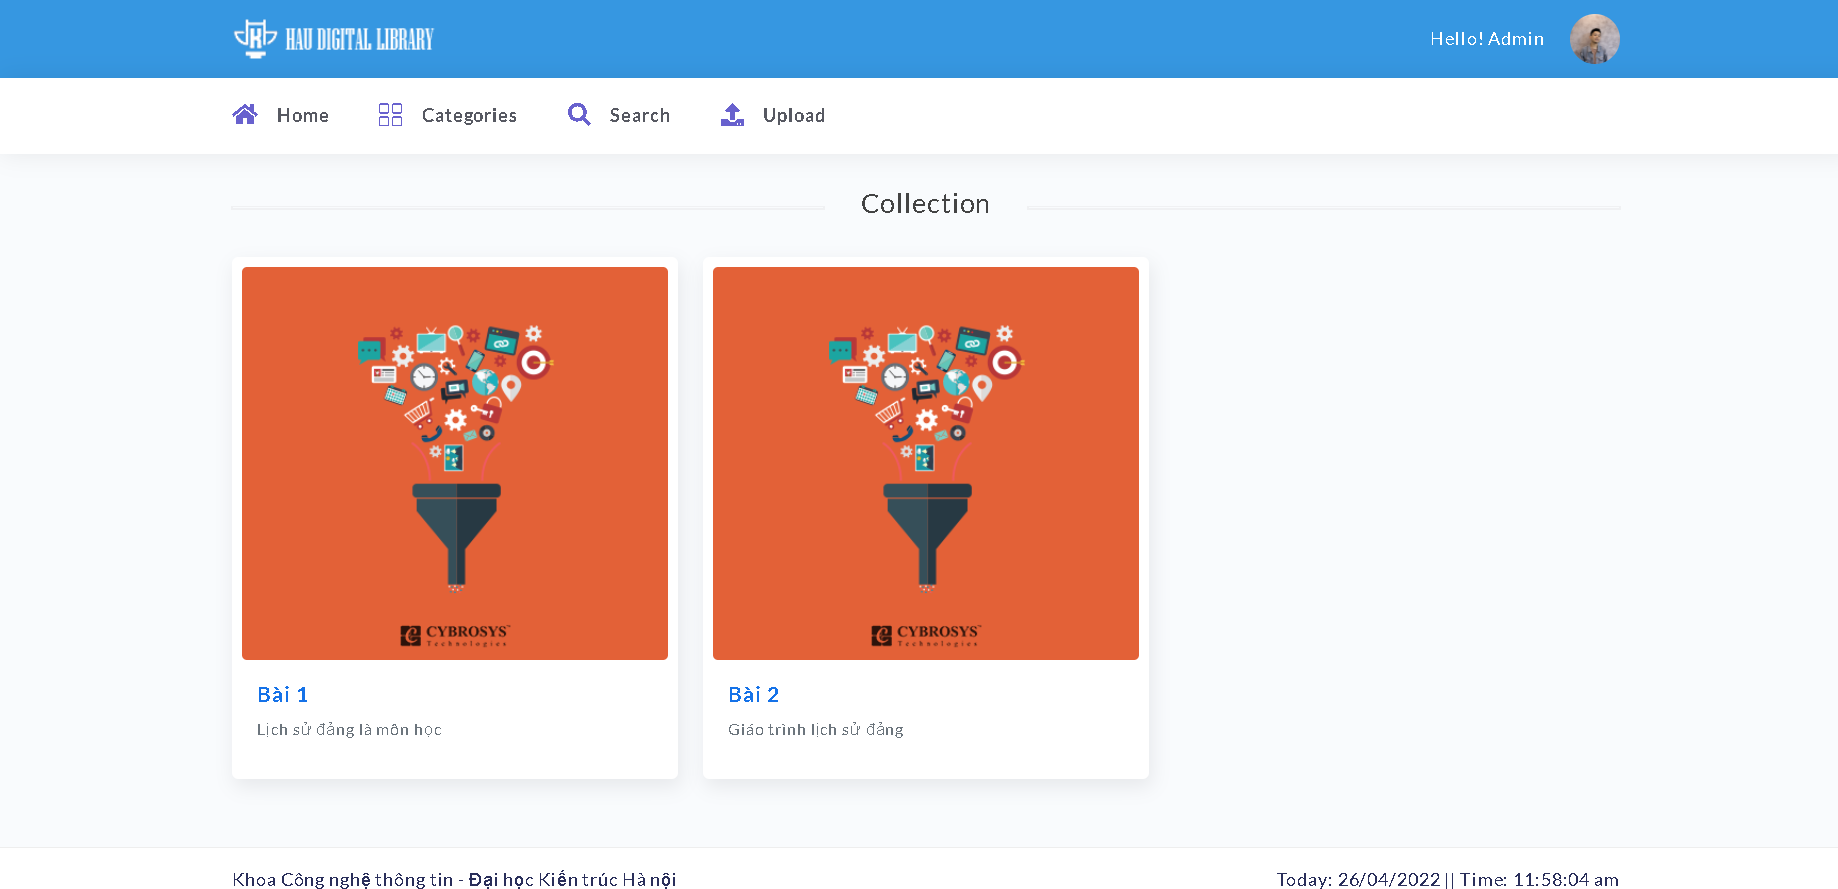 HAU DIGITAL LIBRARY
Hello! Admin
Home
Categories
Search
Upload
Collection
CYBROSYS™
Technologies
CYBROSYS™
Technologies
Bài 1
Lịch sử đảng là môn học
Bài 2
Giáo trình lịch sử đảng
Khoa Công nghệ thông tin - Đại học Kiến trúc Hà nội
Today: 26/04/2022 || Time: 11:58:04 am